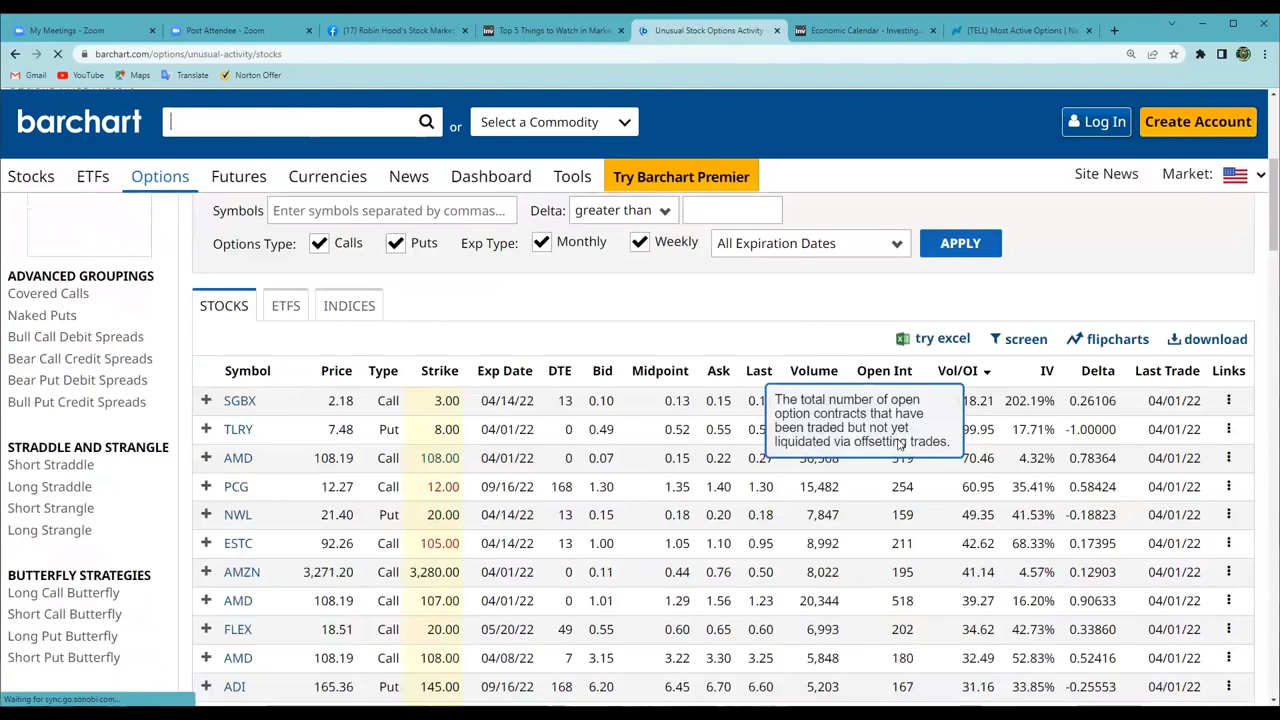 My Meetings - Zoom
Post Attendee - Zoom
(17) Robin Hood's Stock Market
Top 5 Things to Watch in Marke
Unusual Stock Options Activity
Economic Calendar - Investing.
(TELL) Most Active Options | Na
barchart.com/options/unusual-activity/stocks
Gmail YouTube Maps Translate Norton Offer
barchart
or
Select a Commodity
Log In
Create Account
Stocks ETFs Options Futures Currencies News Dashboard Tools Try Barchart Premier Site News Market:
Symbols Enter symbols separated by commas... Delta: greater than
Options Type: Calls Puts Exp Type: Monthly Weekly All Expiration Dates APPLY
ADVANCED GROUPINGS
Covered Calls
Naked Puts
Bull Call Debit Spreads
Bear Call Credit Spreads
Bear Put Debit Spreads
Bull Put Credit Spreads
STRADDLE AND STRANGLE
Short Straddle
Long Straddle
Short Strangle
Long Strangle
BUTTERFLY STRATEGIES
Long Call Butterfly
Short Call Butterfly
Long Put Butterfly
Short Put Butterfly
STOCKS ETFS INDICES
try excel screen flipcharts download
Symbol Price Type Strike Exp Date DTE Bid Midpoint Ask Last Volume Open Int Vol/OI IV Delta Last Trade Links
SGBX 2.18 Call 3.00 04/14/22 13 0.10 0.13 0.15 18.21 202.19% 0.26106 04/01/22
TLRY 7.48 Put 8.00 04/01/22 0 0.49 0.52 0.55 99.95 17.71% -1.00000 04/01/22
AMD 108.19 Call 108.00 04/01/22 0 0.07 0.15 0.22 70.46 4.32% 0.78364 04/01/22
PCG 12.27 Call 12.00 09/16/22 168 1.30 1.35 1.40 1.30 15,482 254 60.95 35.41% 0.58424 04/01/22
NWL 21.40 Put 20.00 04/14/22 13 0.15 0.18 0.20 0.18 7,847 159 49.35 41.53% -0.18823 04/01/22
ESTC 92.26 Call 105.00 04/14/22 13 1.00 1.05 1.10 0.95 8,992 211 42.62 68.33% 0.17395 04/01/22
AMZN 3,271.20 Call 3,280.00 04/01/22 0 0.11 0.44 0.76 0.50 8,022 195 41.14 4.57% 0.12903 04/01/22
AMD 108.19 Call 107.00 04/01/22 0 1.01 1.29 1.56 1.23 20,344 518 39.27 16.20% 0.90633 04/01/22
FLEX 18.51 Call 20.00 05/20/22 49 0.55 0.60 0.65 0.60 6,993 202 34.62 42.73% 0.33860 04/01/22
AMD 108.19 Call 108.00 04/08/22 7 3.15 3.22 3.30 3.25 5,848 180 32.49 52.83% 0.52416 04/01/22
ADI 165.36 Put 145.00 09/16/22 168 6.20 6.45 6.70 6.60 5,203 167 31.16 33.85% -0.25553 04/01/22
The total number of open
option contracts that have
been traded but not yet
liquidated via offsetting trades.
Waiting for sync.go.sonobi.com...